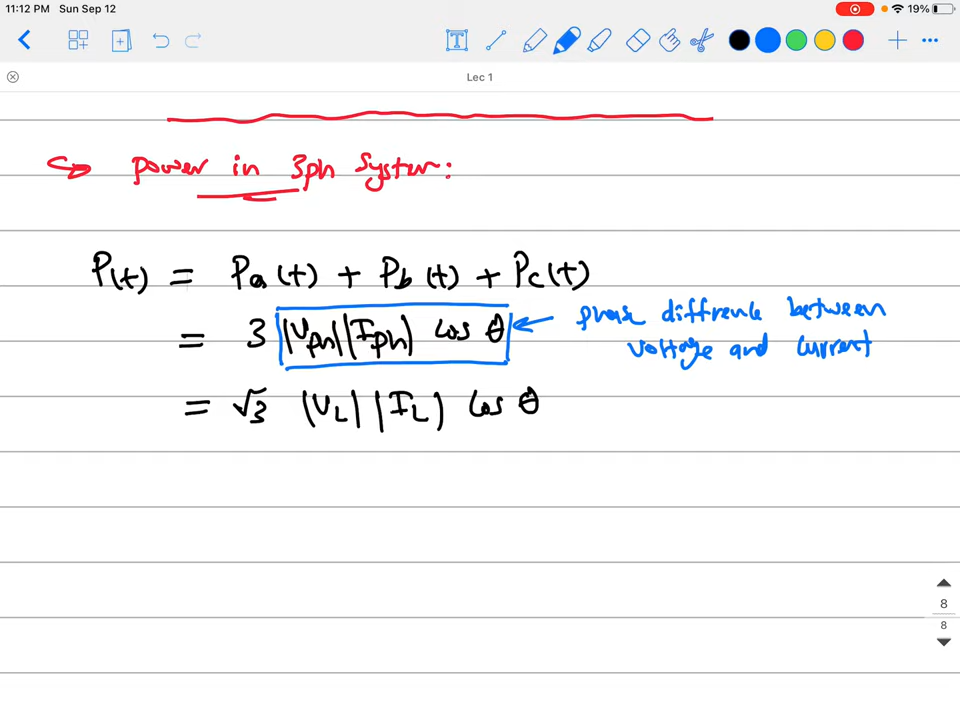 11:12 PM Sun Sep 12 19%
Lec 1
power in 3ph system:
P(t) = Pa(t) + Pb(t) + Pc(t)
= 3 |Vph| |Iph| cos θ
phase diffrence between
voltage and current
= √3 |VL| |IL| cos θ
8
8